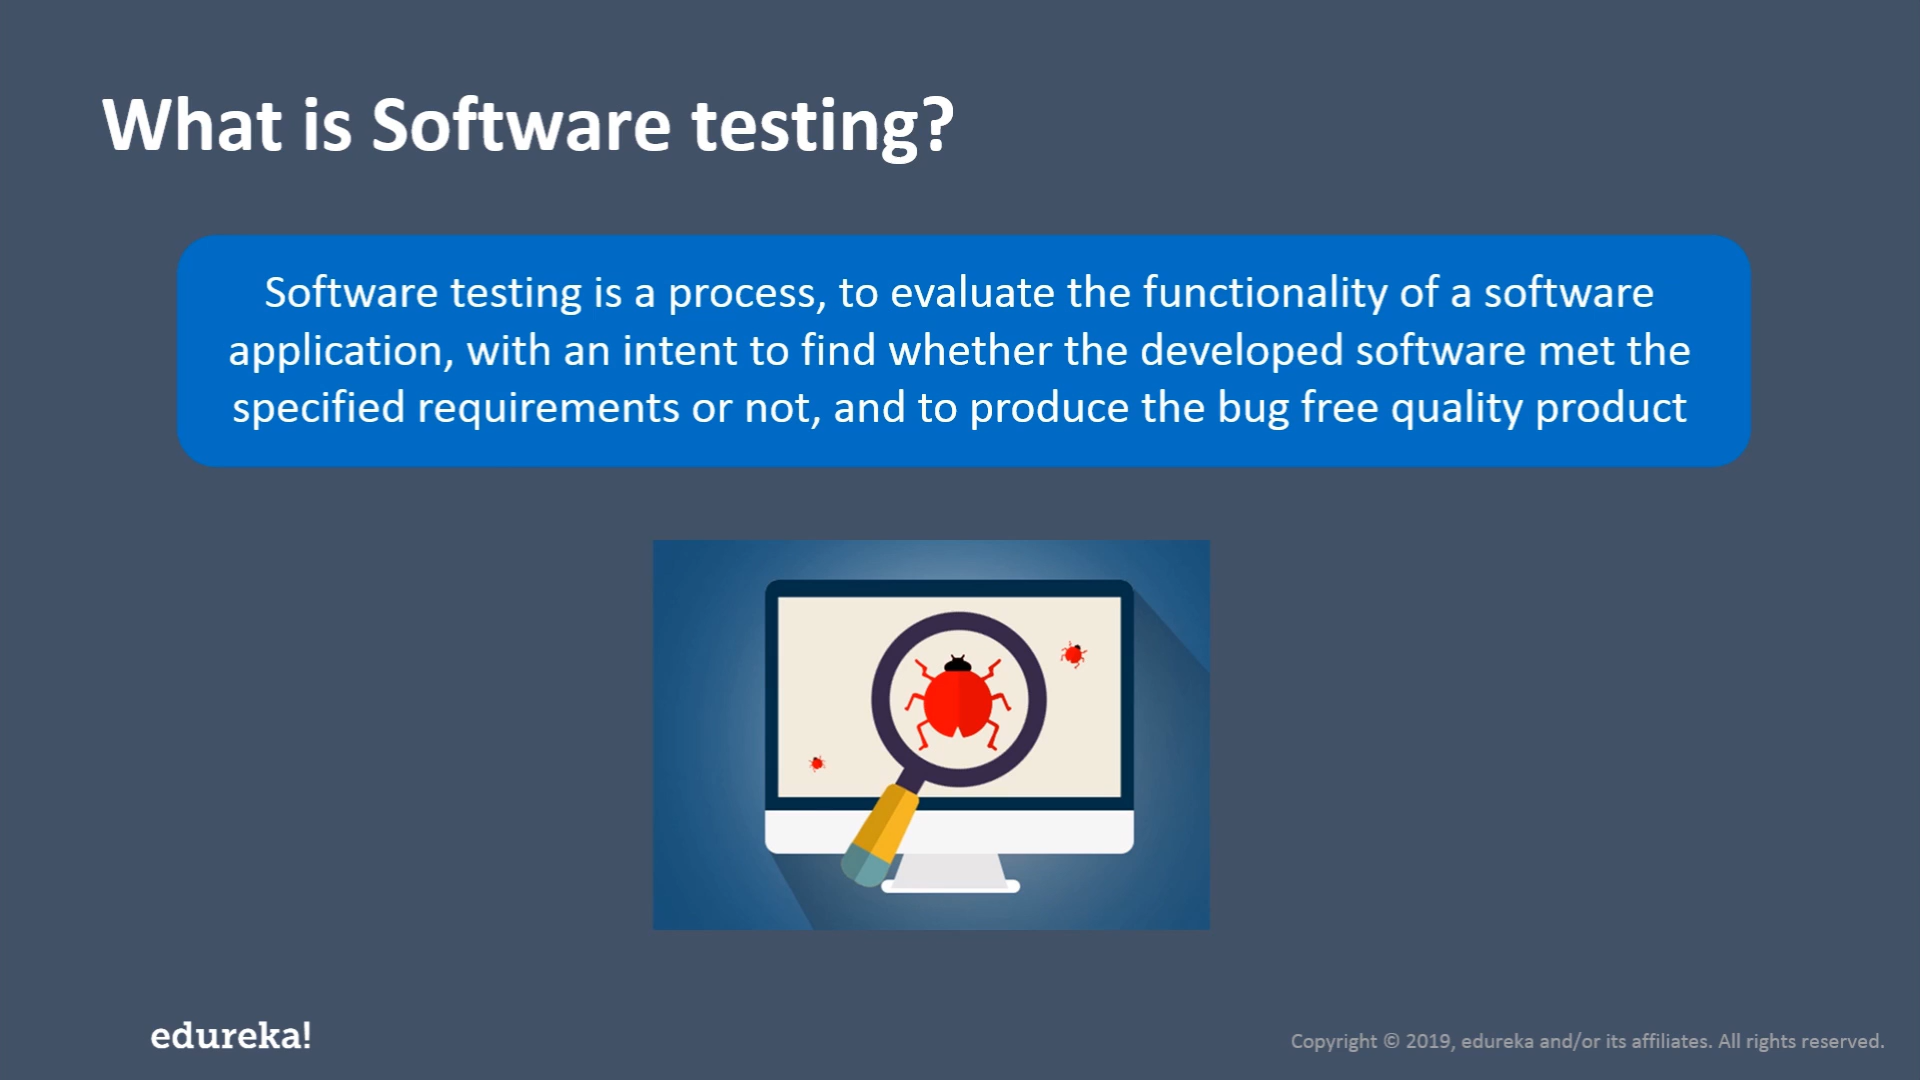 What is Software testing?
Software testing is a process, to evaluate the functionality of a software
application, with an intent to find whether the developed software met the
specified requirements or not, and to produce the bug free quality product
edureka!
Copyright © 2019, edureka and/or its affiliates. All rights reserved.